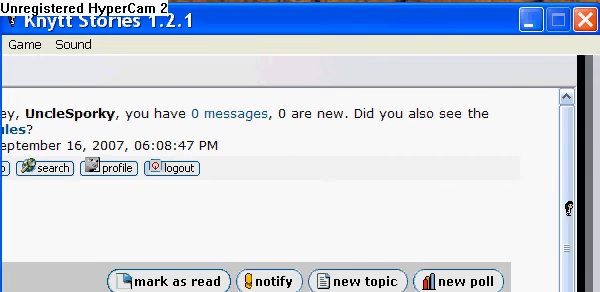 Unregistered HyperCam 2
Knytt Stories 1.2.1
Game Sound
ey, UncleSporky, you have 0 messages, 0 are new. Did you also see the
ules?
eptember 16, 2007, 06:08:47 PM
search profile logout
mark as read notify new topic new poll